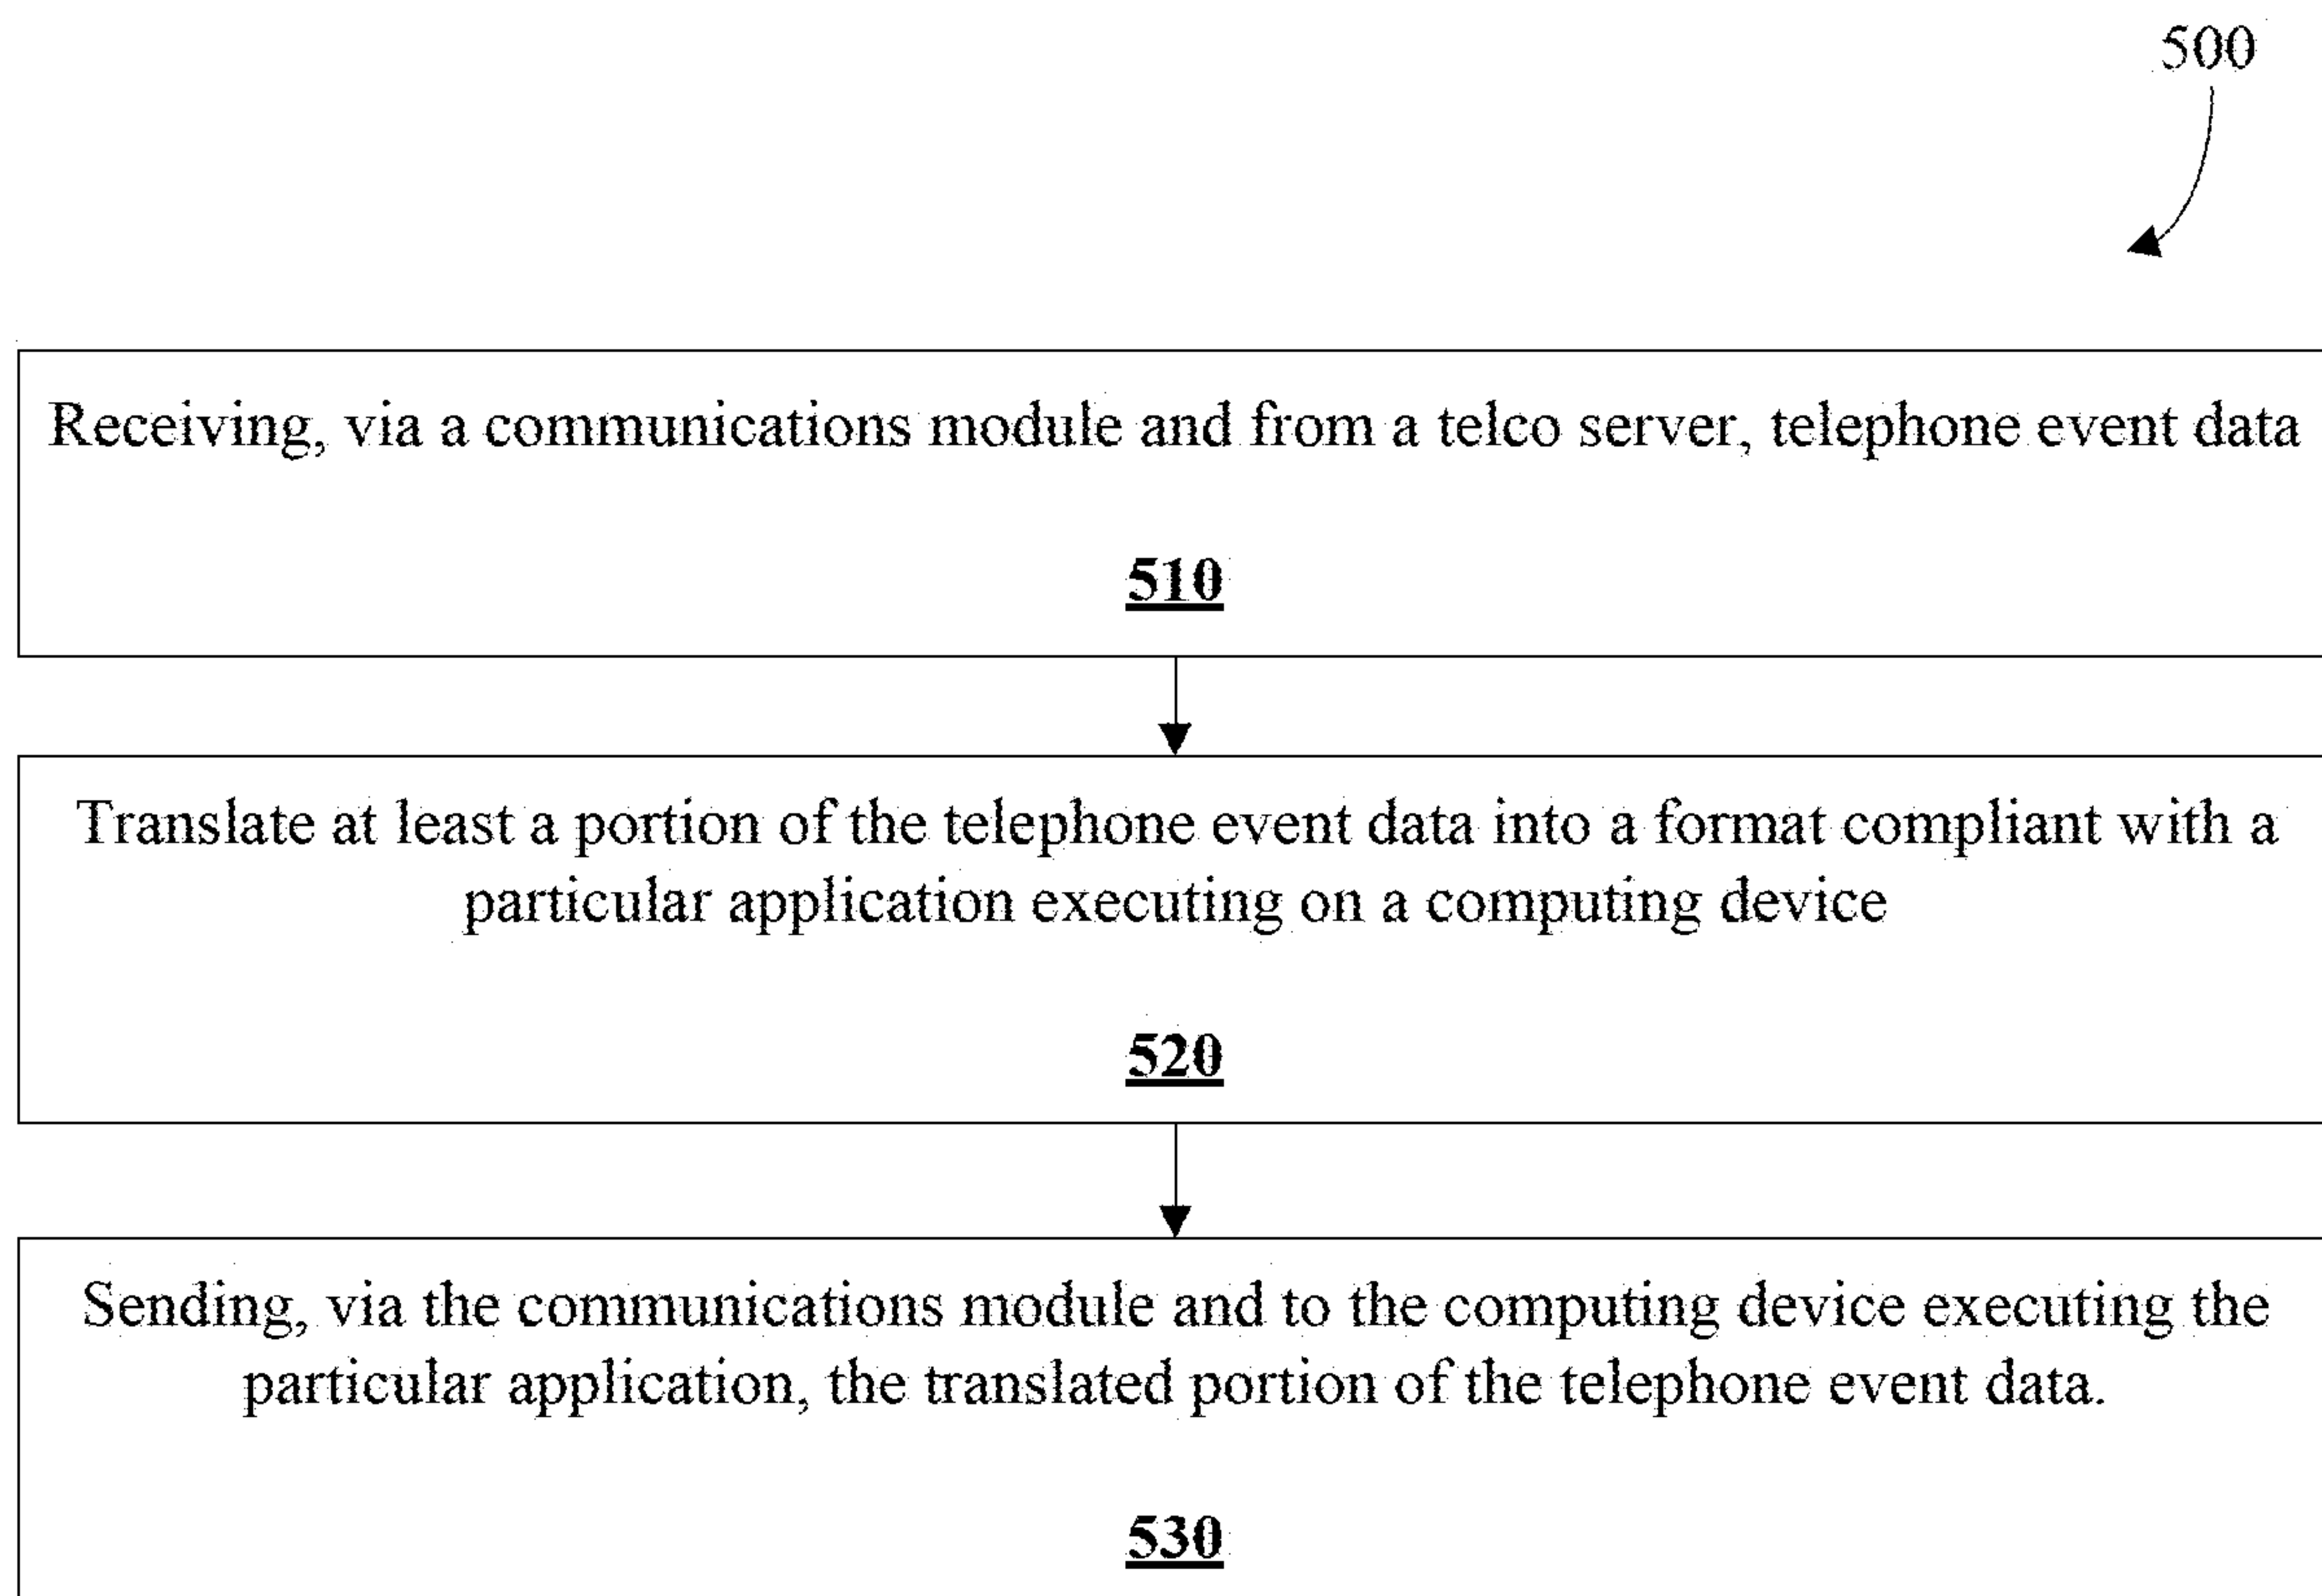 500
Receiving, via a communications module and from a telco server, telephone event data
510
Translate at least a portion of the telephone event data into a format compliant with a
particular application executing on a computing device
520
Sending, via the communications module and to the computing device executing the
particular application, the translated portion of the telephone event data.
530